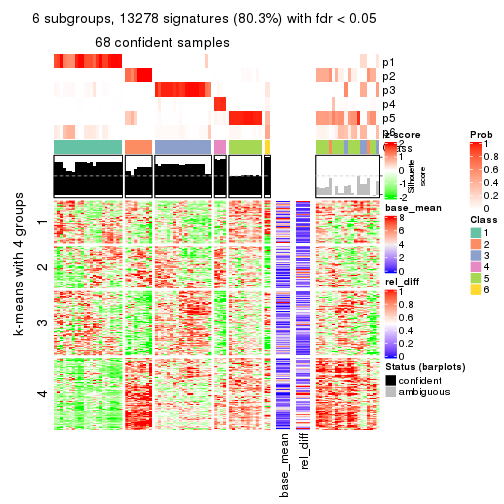 6 subgroups, 13278 signatures (80.3%) with fdr < 0.05
68 confident samples
p1
p2
p3
p4
p5
p6
Class
Silhouette
score
k-means with 4 groups
1
2
3
4
base_mean
rel_diff
z-score
2
1
0
-1
-2
base_mean
8
6
4
2
0
rel_diff
1
0.8
0.6
0.4
0.2
0
Status (barplots)
confident
ambiguous
Prob
1
0.8
0.6
0.4
0.2
0
Class
1
2
3
4
5
6